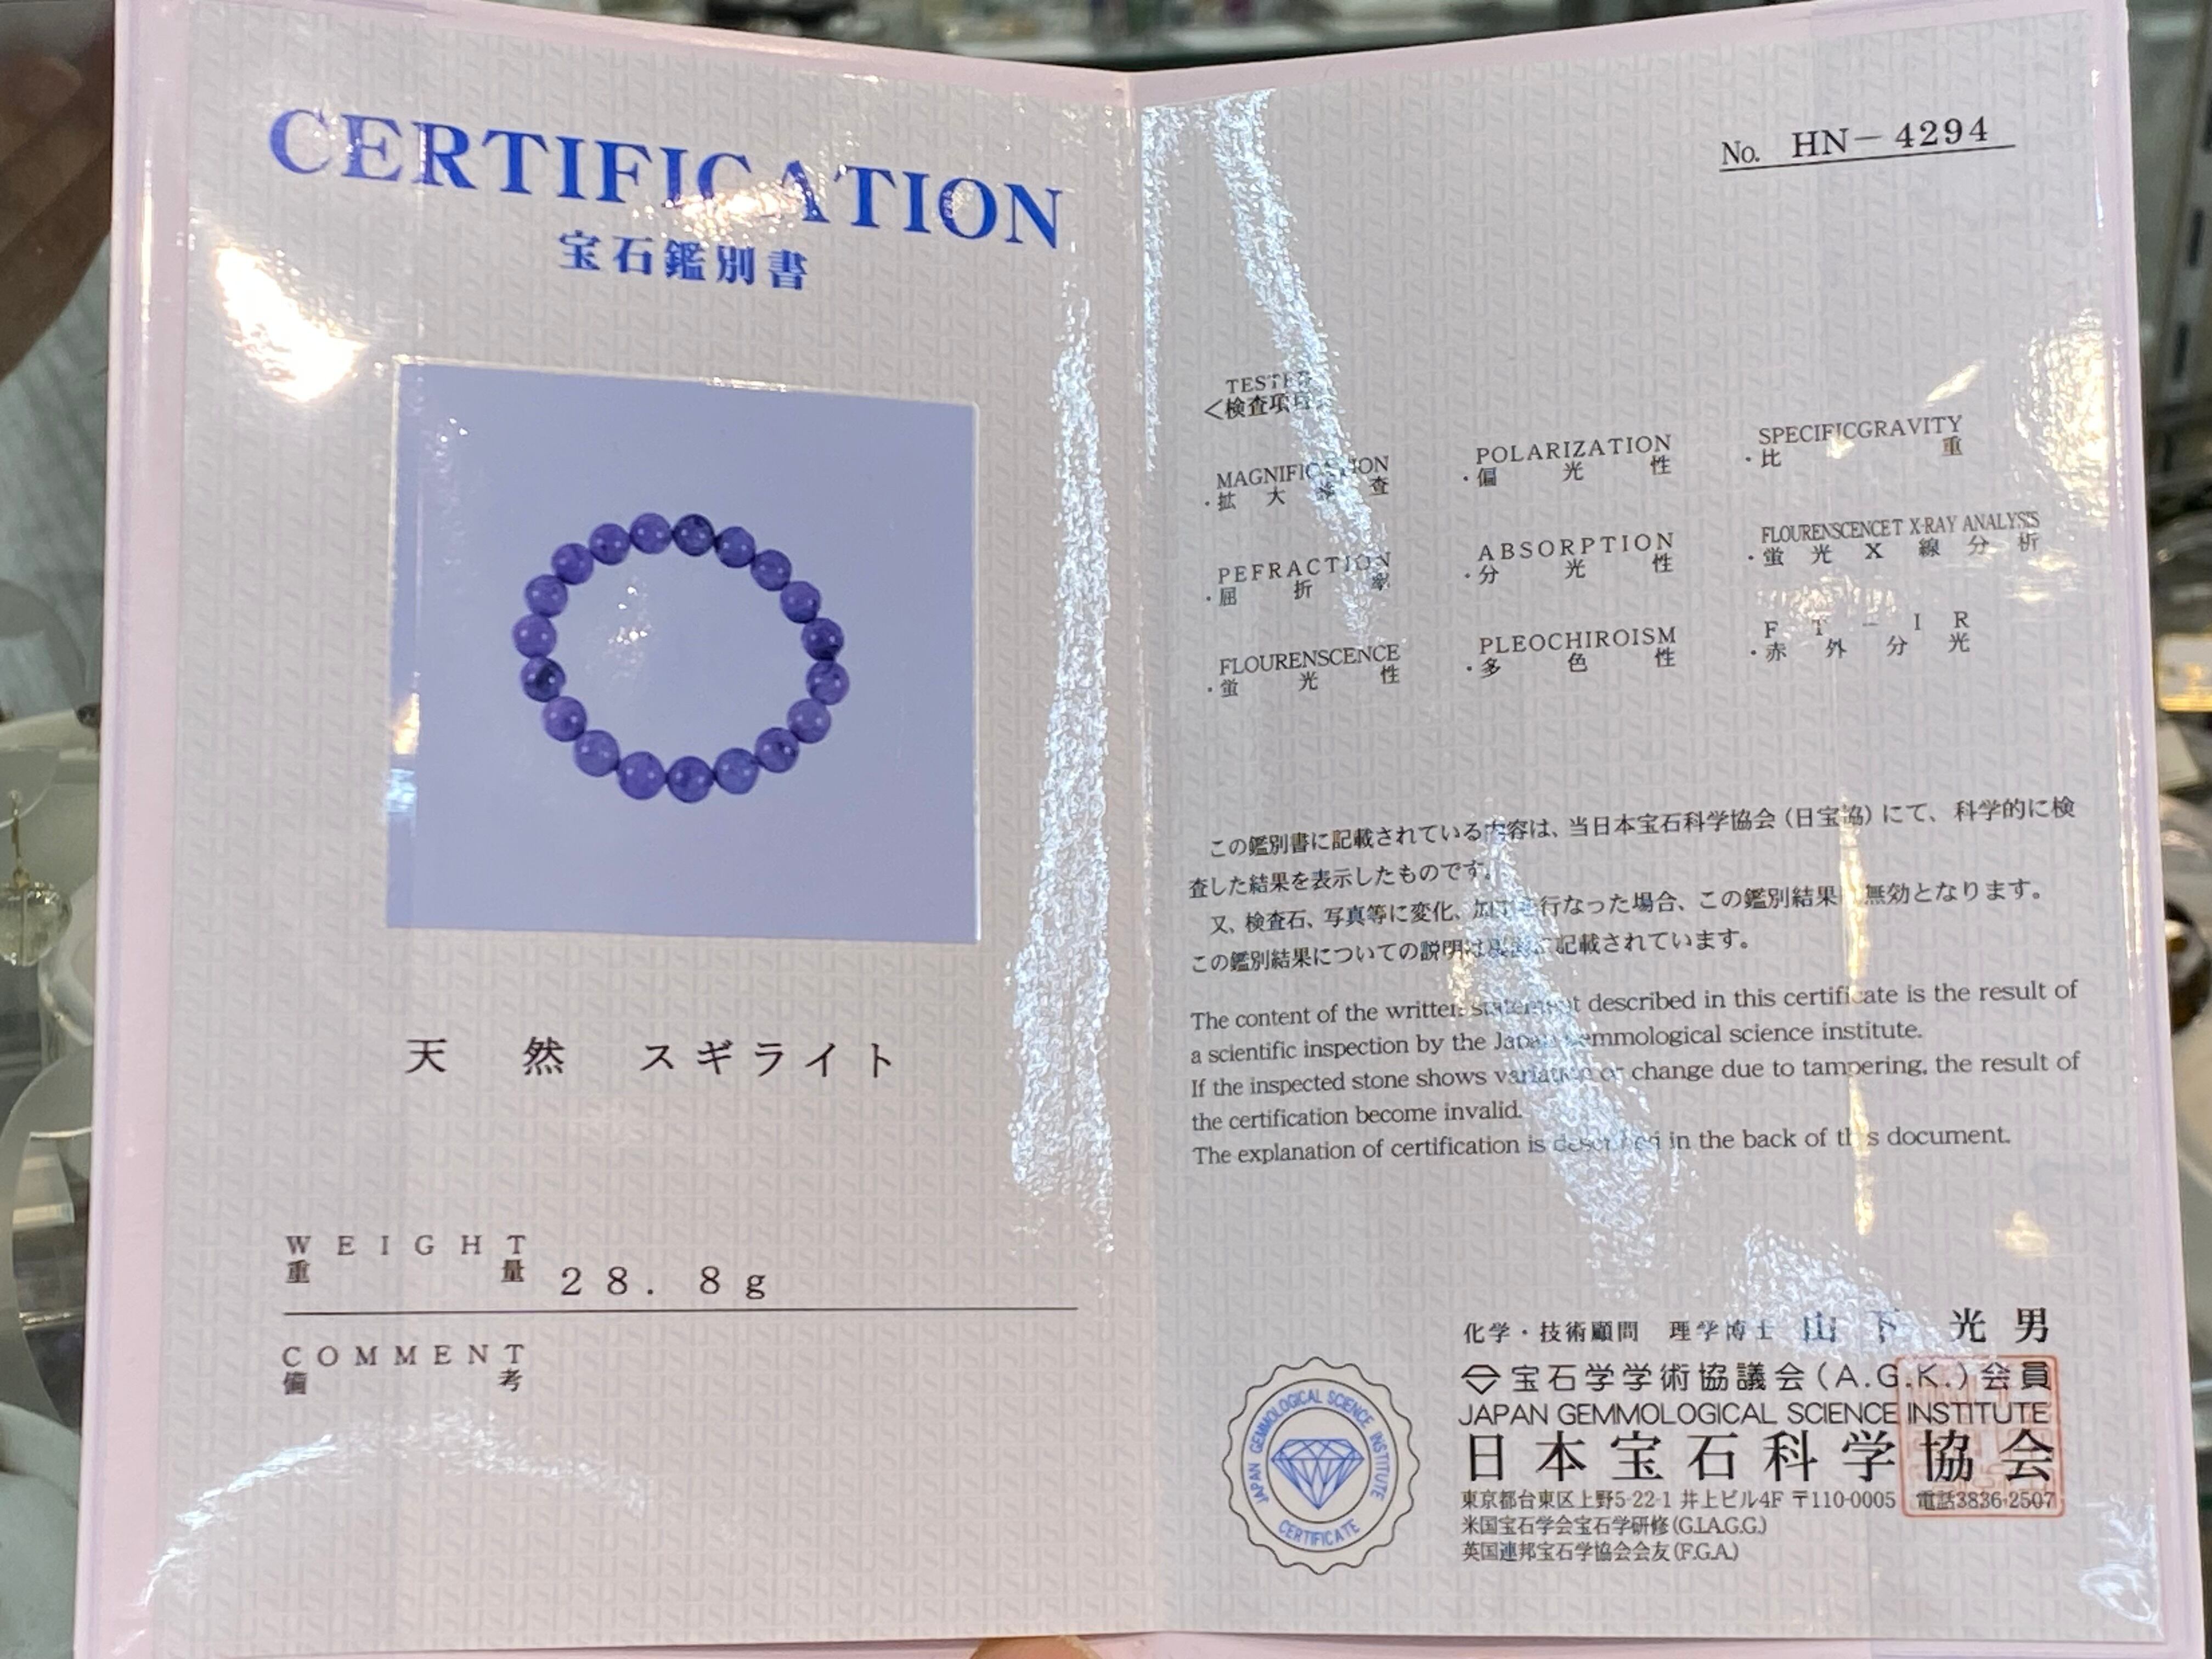 CERTIFICATION
宝石鑑別書
天 然 スギライト
WEIGHT
重 量 28.8g
COMMENT
備 考
No. HN-4294
<検査項
MAGNIFICATION
・拡大検査
POLARIZATION
・偏光性
SPECIFICGRAVITY
・比重
PEFRACTION
・屈折率
ABSORPTION
・分光性
FLOURENSCENCET X-RAY ANALYSIS
・蛍光X線分析
FLOURENSCENCE
・蛍光性
PLEOCHIROISM
・多色性
FT-IR
・赤外分光
この鑑別書に記載されている内容は、当日本宝石科学協会(日宝協)にて、科学的に検
査した結果を表示したものです。
又、検査石、写真等に変化、加工を行なった場合、この鑑別結果 無効となります。
この鑑別結果についての説明は 記載されています。
The content of the written statement described in this certificate is the result of
a scientific inspection by the Japan Gemmological science institute.
If the inspected stone shows variation or change due to tampering, the result of
the certification become invalid.
The explanation of certification is described in the back of this document.
化学・技術顧問 理学博士 山下光男
宝石学学術協議会(A.G.K.)会員
JAPAN GEMMOLOGICAL SCIENCE INSTITUTE
日本宝石科学協会
東京都台東区上野5-22-1 井上ビル4F 〒110-0005 電話3836-2507
米国宝石学会宝石学研修(G.I.A.G.G.)
英国連邦宝石学協会会友(F.G.A.)
JAPAN GEMMOLOGICAL SCIENCE INSTITUTE
CERTIFICATE